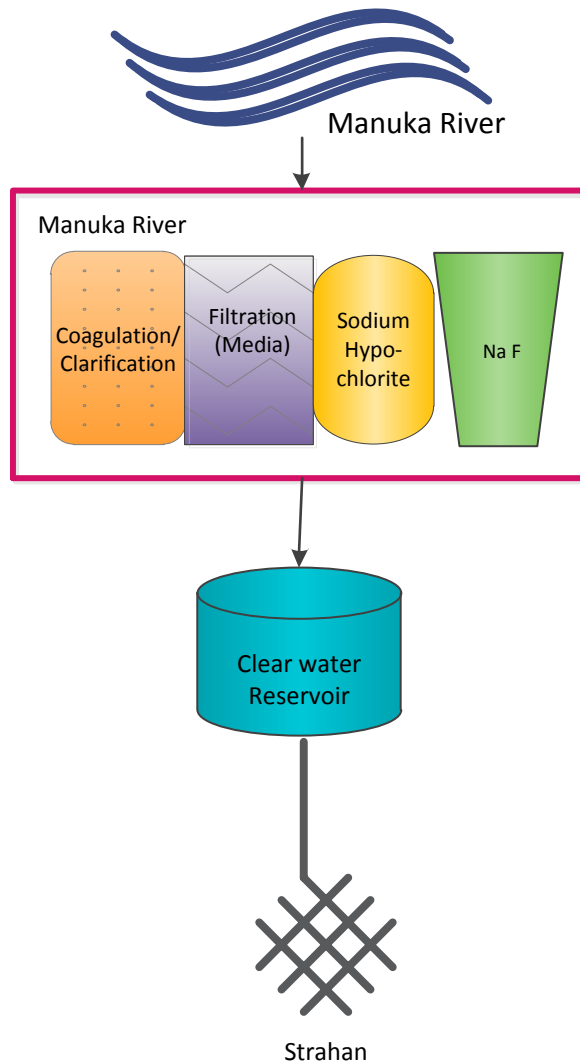 Manuka River
Manuka River
Coagulation/
Clarification
Filtration
(Media)
Sodium
Hypo-
chlorite
Na F
Clear water
Reservoir
Strahan